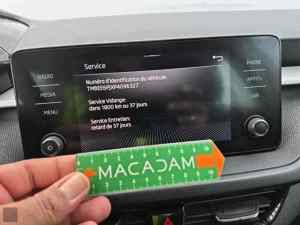 Service
Numéro d'identification du véhicule:
Service Vidange:
dans 1800 km ou 37 jours
Service Entretien:
retard de 37 jours
RADIO
MEDIA
MENU
PHONE
MACADAM